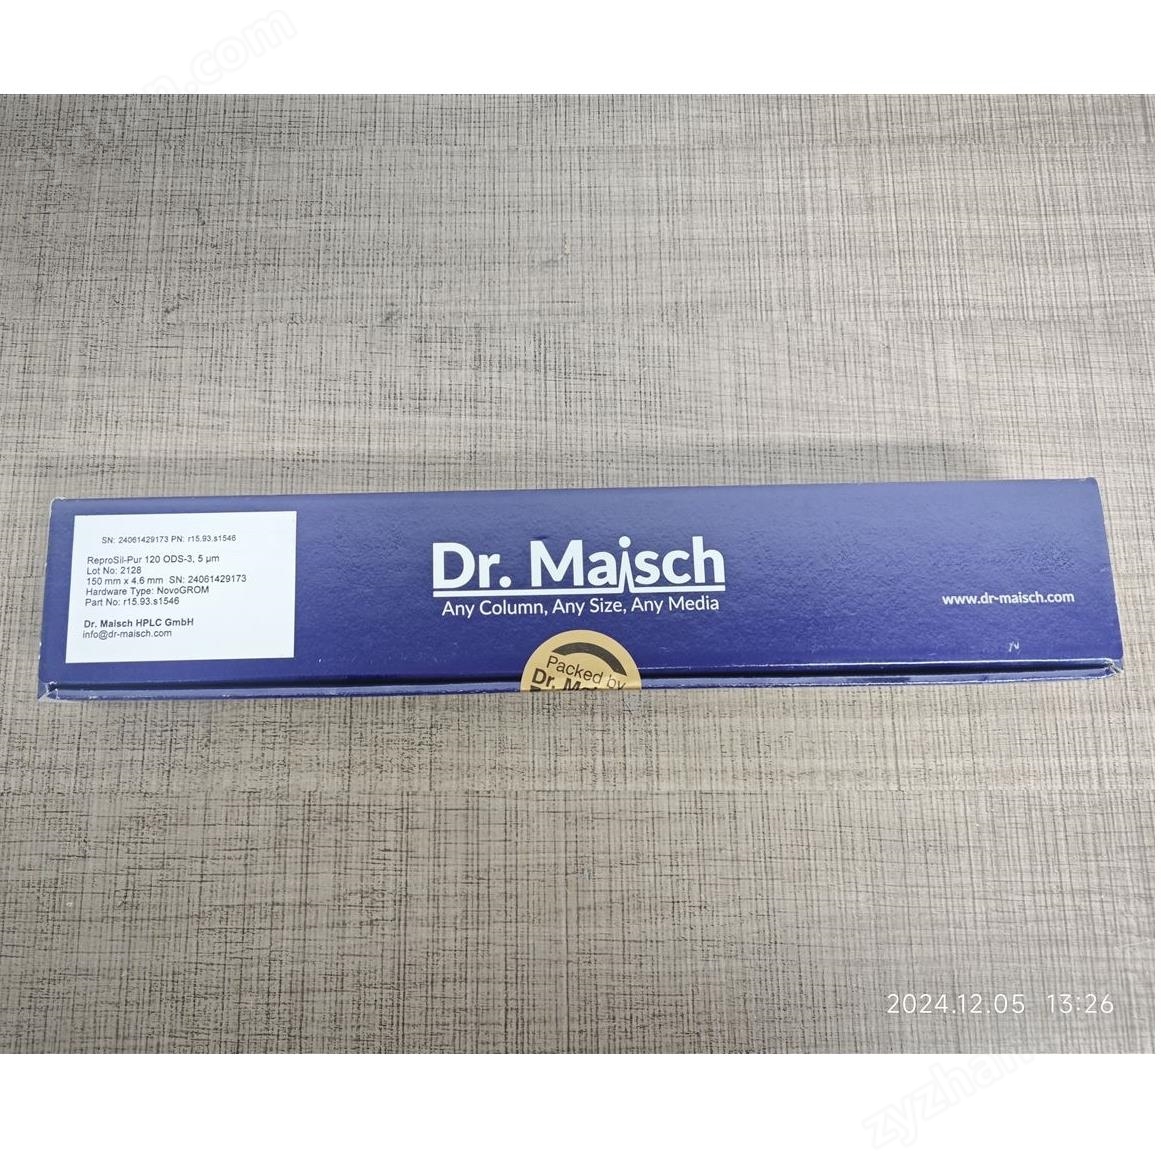 SN: 24061429173 PN: r15.93.s1546
ReproSil-Pur 120 ODS-3, 5 µm
Lot No: 2128
150 mm x 4.6 mm SN: 24061429173
Hardware Type: NovoGROM
Part No: r15.93.s1546
Dr. Maisch HPLC GmbH
info@dr-maisch.com
Dr. Maisch
Any Column, Any Size, Any Media
www.dr-maisch.com
Packed by
Dr.
2024.12.05 13:26